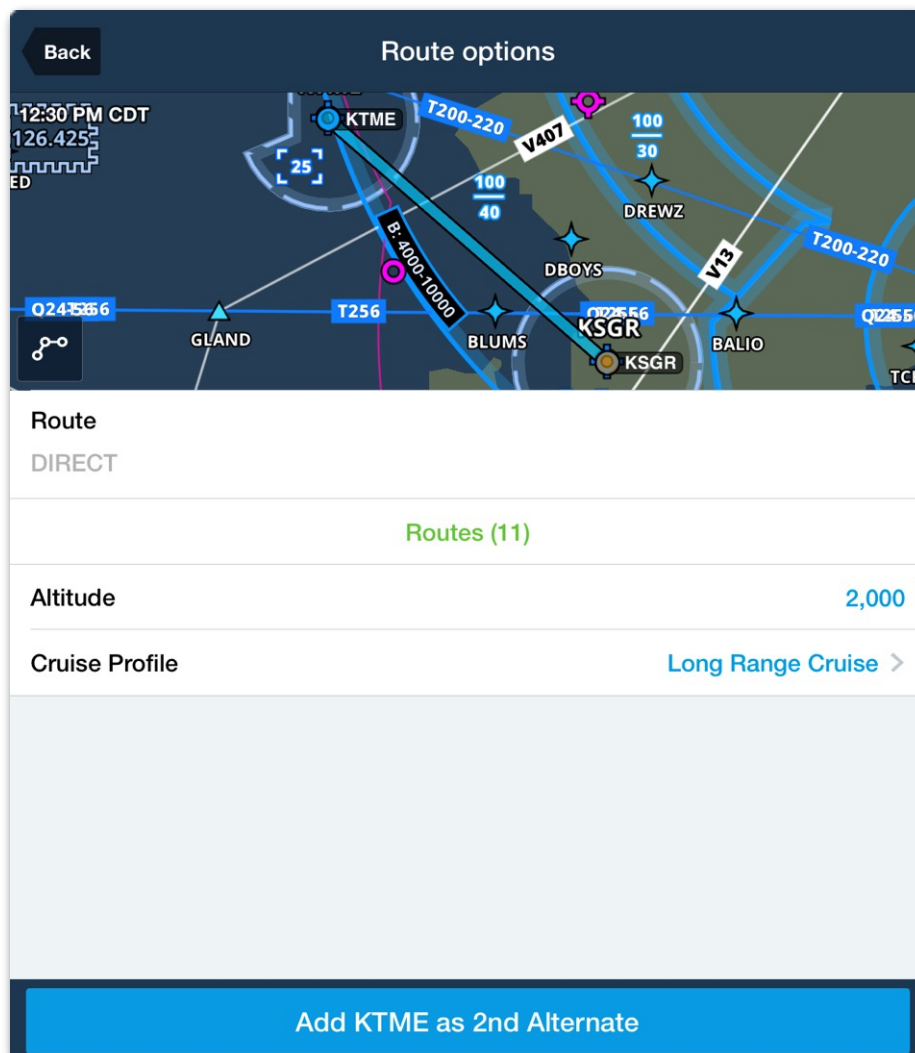 Back
Route options
12:30 PM CDT
126.425
ED
KTME
T200-220
V407
100
30
25
100
40
DREWZ
B: 4000-10000
DBOYS
V13
T200-220
T256
GLAND
BLUMS
KSGR
KSGR
BALIO
Route
DIRECT
Routes (11)
Altitude
2,000
Cruise Profile
Long Range Cruise
Add KTME as 2nd Alternate